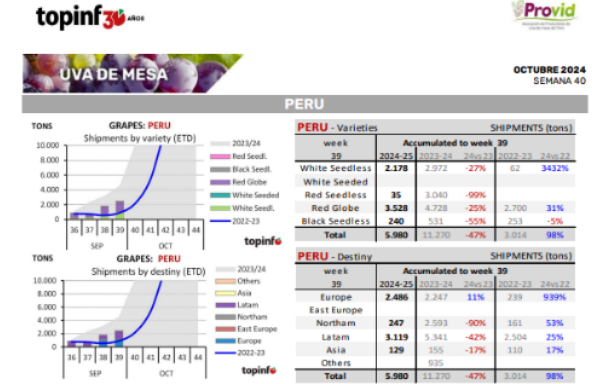 topinf30 AÑOS
Provid
UVA DE MESA
OCTUBRE 2024
SEMANA 40
PERU
TONS GRAPES: PERU
Shipments by variety (ETD)
10.000
8.000
6.000
4.000
2.000
0
36 37 38 39 40 41 42 43 44
SEP OCT
2023/24
Red Seedl.
Black Seedl.
Red Globe
White Seeded
White Seedl.
2022-23
topinfo
PERU - Varieties SHIPMENTS (tons)
week Accumulated to week 39
39 2024-25 2023-24 24vs23 2022-23 24vs22
White Seedless 2.178 2.972 -27% 62 3432%
White Seeded
Red Seedless 35 3.040 -99%
Red Globe 3.528 4.728 -25% 2.700 31%
Black Seedless 240 531 -55% 253 -5%
Total 5.980 11.270 -47% 3.014 98%
TONS GRAPES: PERU
Shipments by destiny (ETD)
10.000
8.000
6.000
4.000
2.000
0
36 37 38 39 40 41 42 43 44
SEP OCT
2023/24
Others
Asia
Latam
Northam
East Europe
Europe
2022-23
topinfo
PERU - Destiny SHIPMENTS (tons)
week Accumulated to week 39
39 2024-25 2023-24 24vs23 2022-23 24vs22
Europe 2.486 2.247 11% 239 939%
East Europe
Northam 247 2.593 -90% 161 53%
Latam 3.119 5.341 -42% 2.504 25%
Asia 129 155 -17% 110 17%
Others 935
Total 5.980 11.270 -47% 3.014 98%